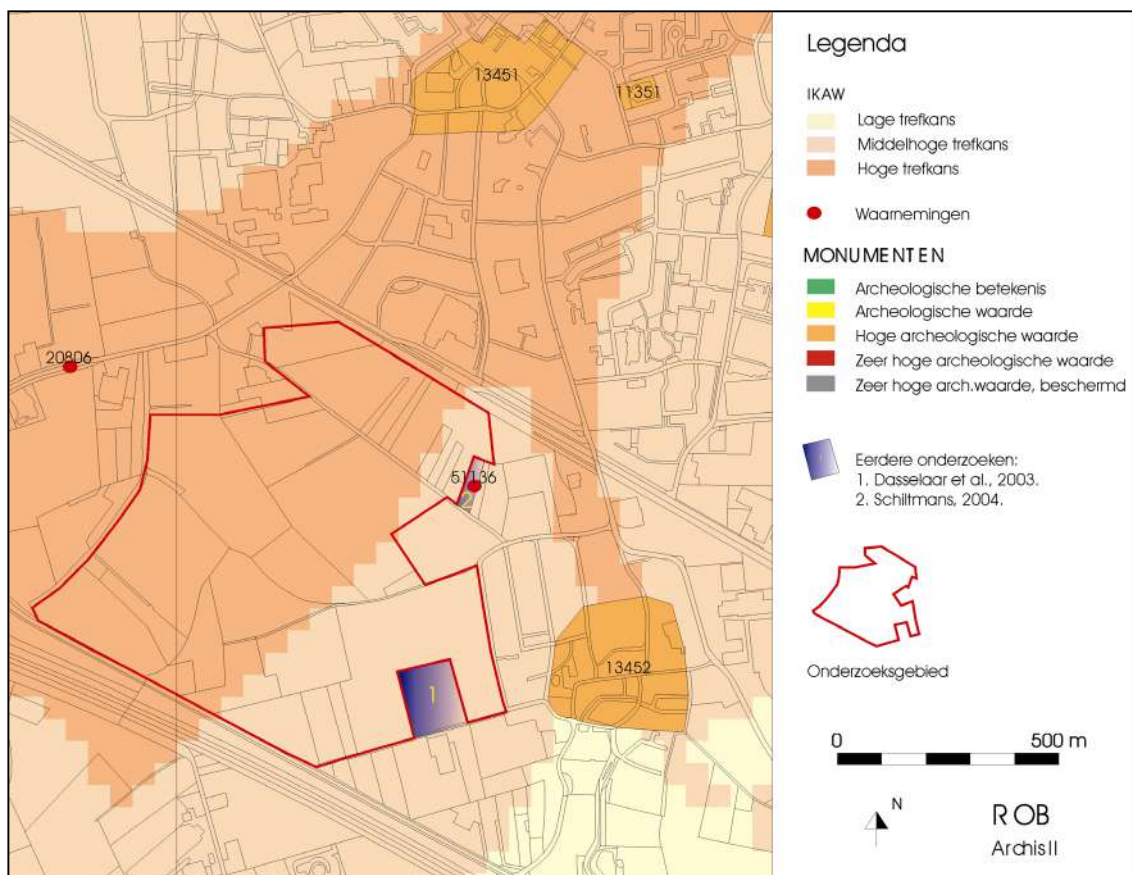 13451
11351
20806
51136
2
13452
1
Legenda
IKAW
Lage trefkans
Middelhoge trefkans
Hoge trefkans
Waarnemingen
MONUMENTEN
Archeologische betekenis
Archeologische waarde
Hoge archeologische waarde
Zeer hoge archeologische waarde
Zeer hoge arch.waarde, beschermd
Eerdere onderzoeken:
1. Dasselaar et al., 2003.
2. Schiltmans, 2004.
Onderzoeksgebied
0 500 m
N
ROB
Archis II